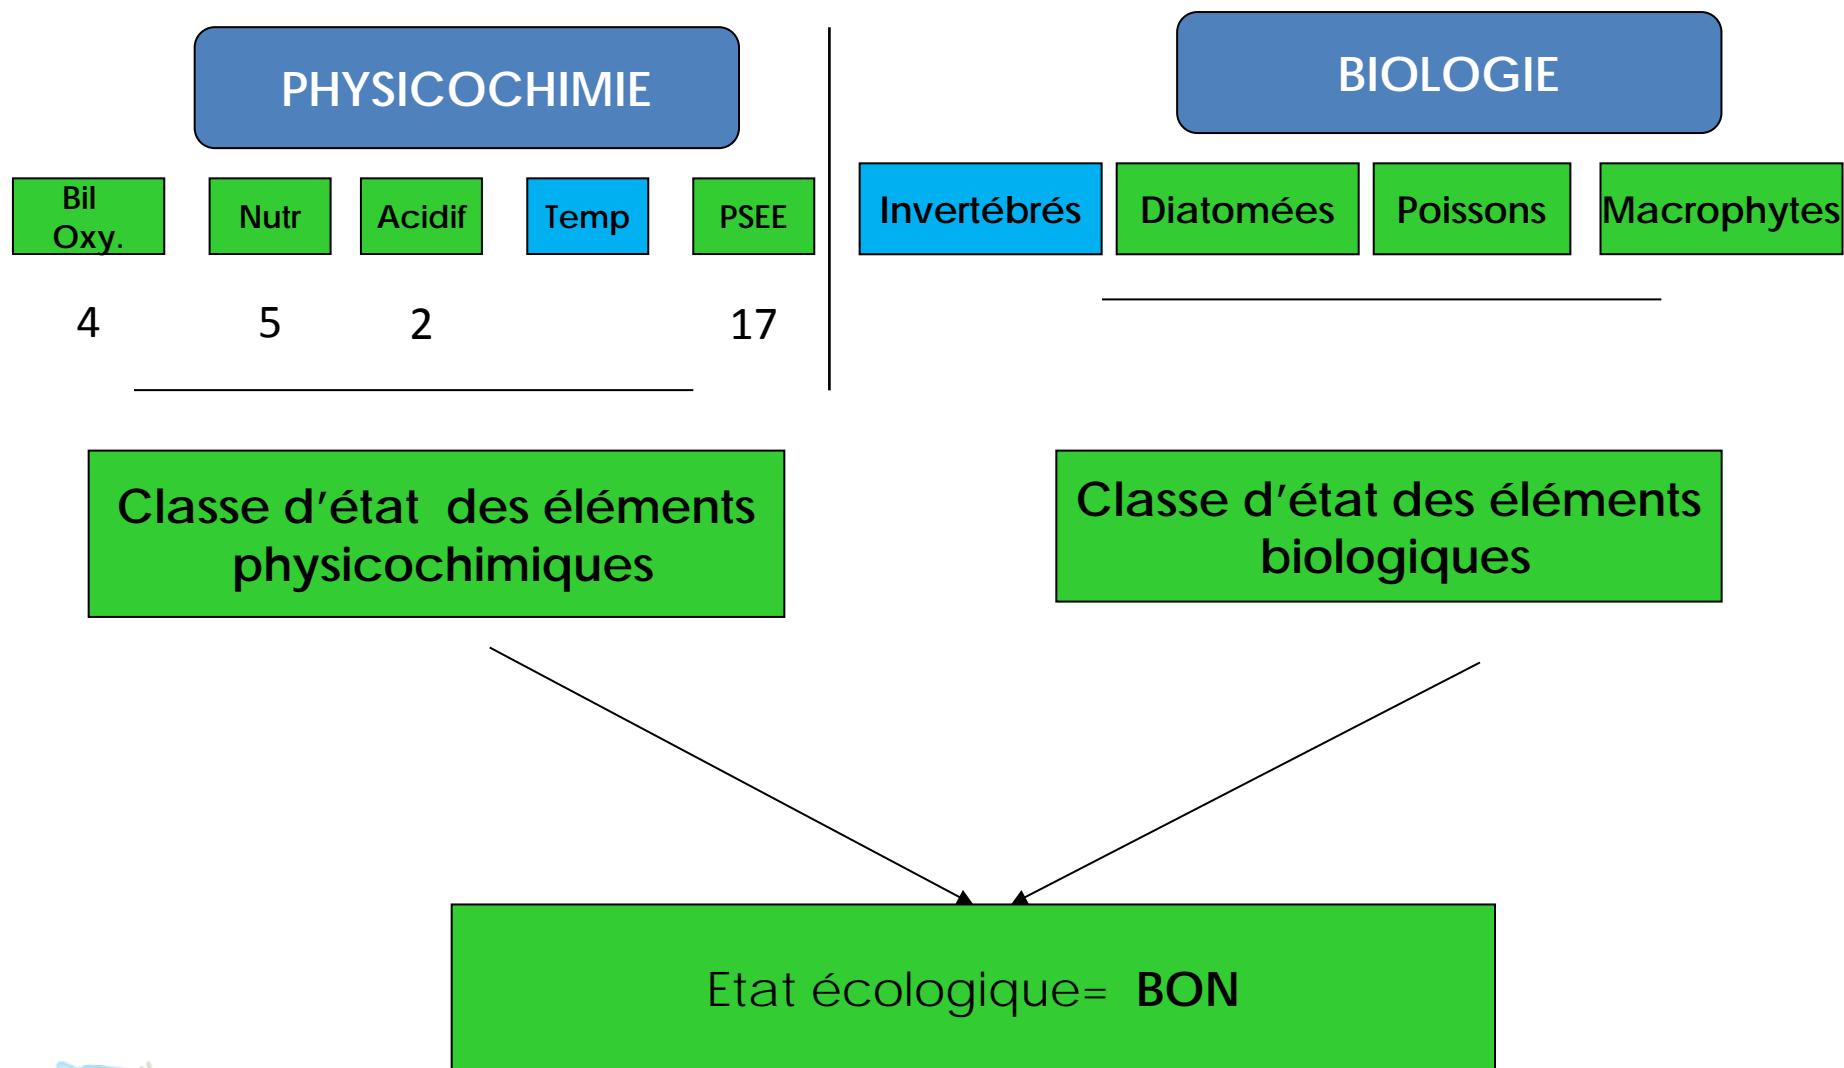 PHYSICOCHIMIE
Bil
Oxy.
Nutr
Acidif
Temp
PSEE
4
5
2
17
BIOLOGIE
Invertébrés
Diatomées
Poissons
Macrophytes
Classe d’état des éléments
physicochimiques
Classe d’état des éléments
biologiques
Etat écologique= BON